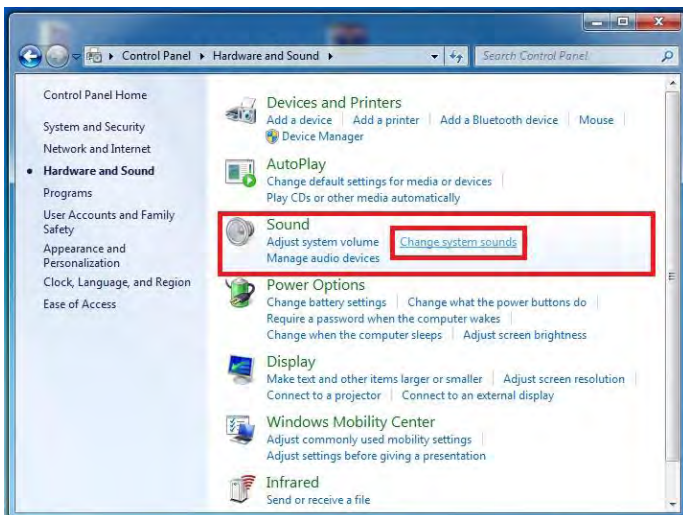 Control Panel Hardware and Sound Search Control Panel
Control Panel Home
System and Security
Network and Internet
Hardware and Sound
Programs
User Accounts and Family
Safety
Appearance and
Personalization
Clock, Language, and Region
Ease of Access
Devices and Printers
Add a device Add a printer Add a Bluetooth device Mouse
Device Manager
AutoPlay
Change default settings for media or devices
Play CDs or other media automatically
Sound
Adjust system volume Change system sounds
Manage audio devices
Power Options
Change battery settings Change what the power buttons do
Require a password when the computer wakes
Change when the computer sleeps Adjust screen brightness
Display
Make text and other items larger or smaller Adjust screen resolution
Connect to a projector Connect to an external display
Windows Mobility Center
Adjust commonly used mobility settings
Adjust settings before giving a presentation
Infrared
Send or receive a file